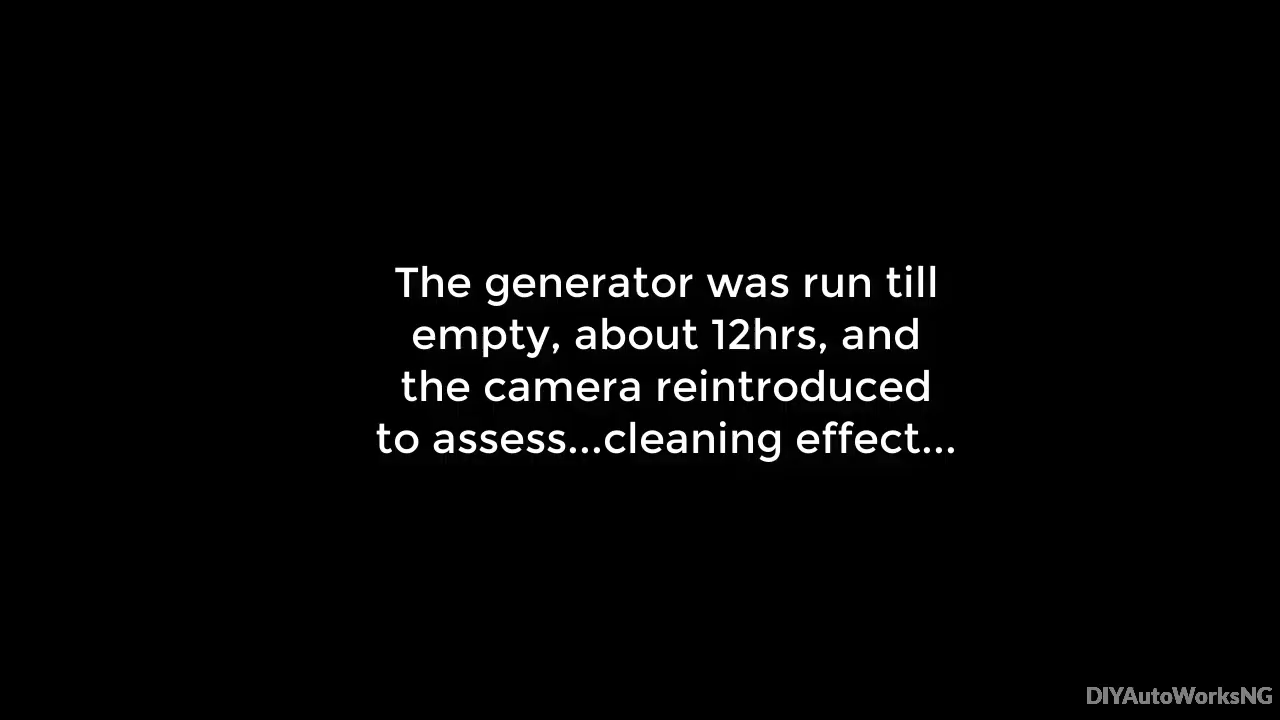 The generator was run till
empty, about 12hrs, and
the camera reintroduced
to assess...cleaning effect...
DIYAutoWorksNG